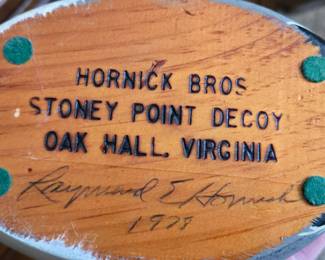 HORNICK BROS
STONEY POINT DECOY
OAK HALL, VIRGINIA
Raymond E Hornick
1978